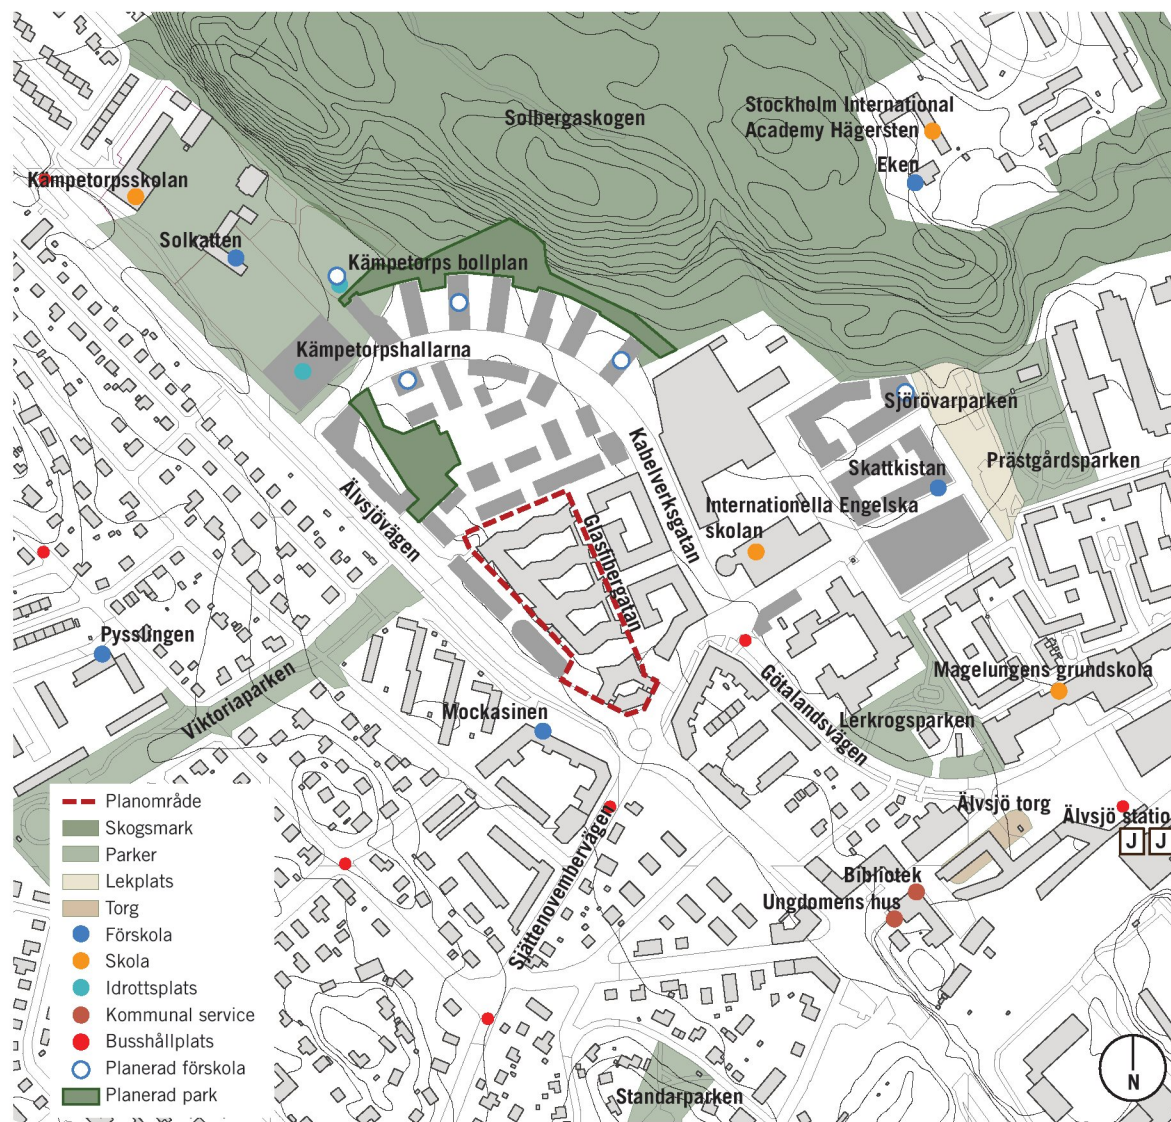 Stockholm International
Academy Hägersten
Solbergaskogen
Eken
Kämpetorpsskolan
Solkatten
Kämpetorps bollplan
Kämpetorpshallarna
Sjörövarparken
Kabelverksgatan
Prästgårdsparken
Skattkistan
Älvsjövägen
Internationella Engelska
skolan
Glasfibergatan
Pysslingen
Viktoriaparken
Magelungens grundskola
Götalandsvägen
Mockasinen
Lerkrogsparken
Älvsjö torg
Älvsjö statio
J J
Sjättenovembervägen
Bibliotek
Ungdomens hus
Standarparken
Planområde
Skogsmark
Parker
Lekplats
Torg
Förskola
Skola
Idrottsplats
Kommunal service
Busshållplats
Planerad förskola
Planerad park
N